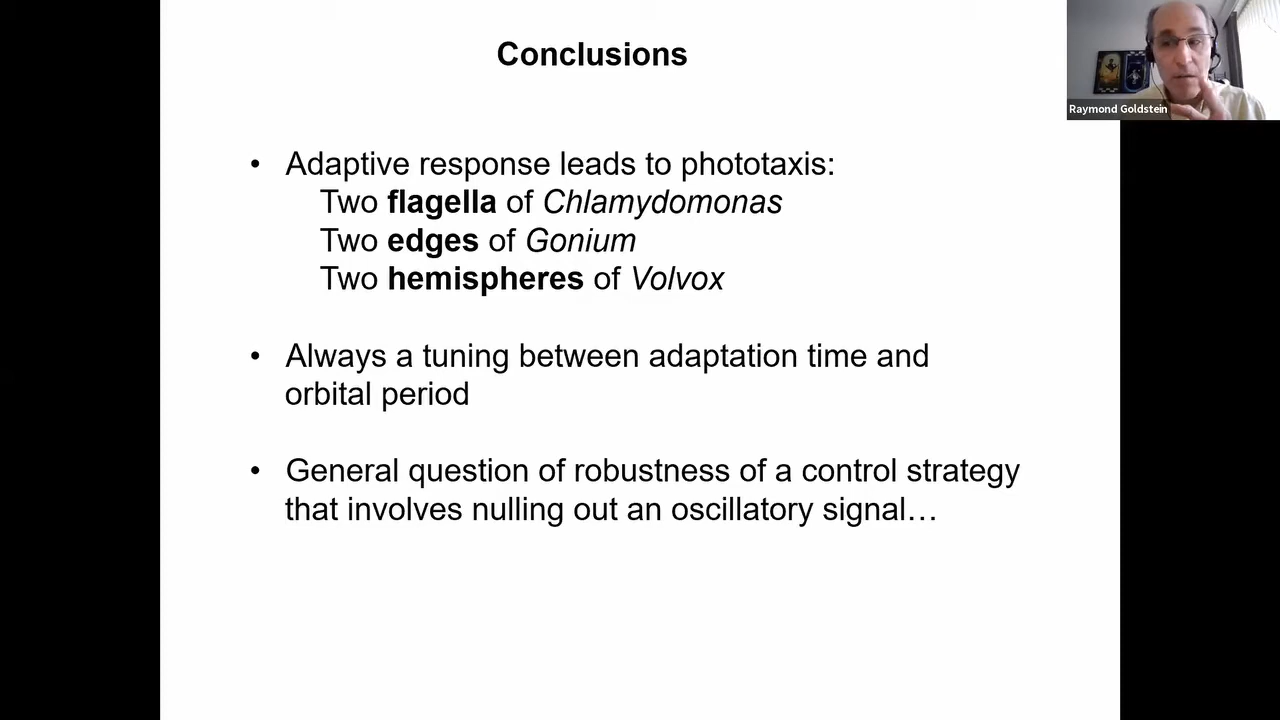 Conclusions
Raymond Goldstein
• Adaptive response leads to phototaxis:
Two flagella of Chlamydomonas
Two edges of Gonium
Two hemispheres of Volvox
• Always a tuning between adaptation time and
orbital period
• General question of robustness of a control strategy
that involves nulling out an oscillatory signal…